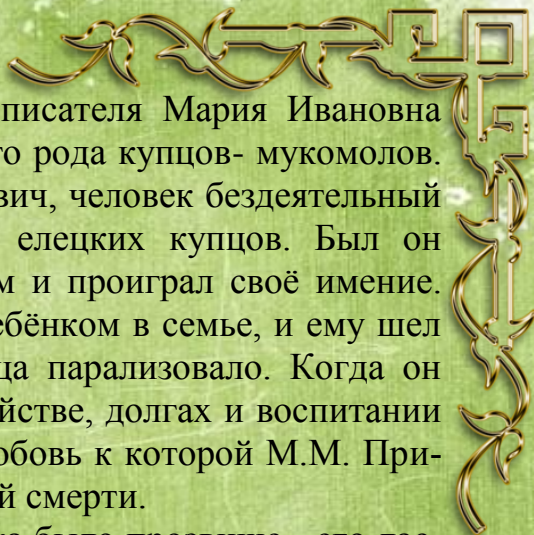 писателя Мария Ивановна
го рода купцов- мукомолов.
вич, человек бездеятельный
елецких купцов. Был он
м и проиграл своё имение.
ебёнком в семье, и ему шел
ца парализовало. Когда он
йстве, долгах и воспитании
юбовь к которой М.М. При-
й смерти.